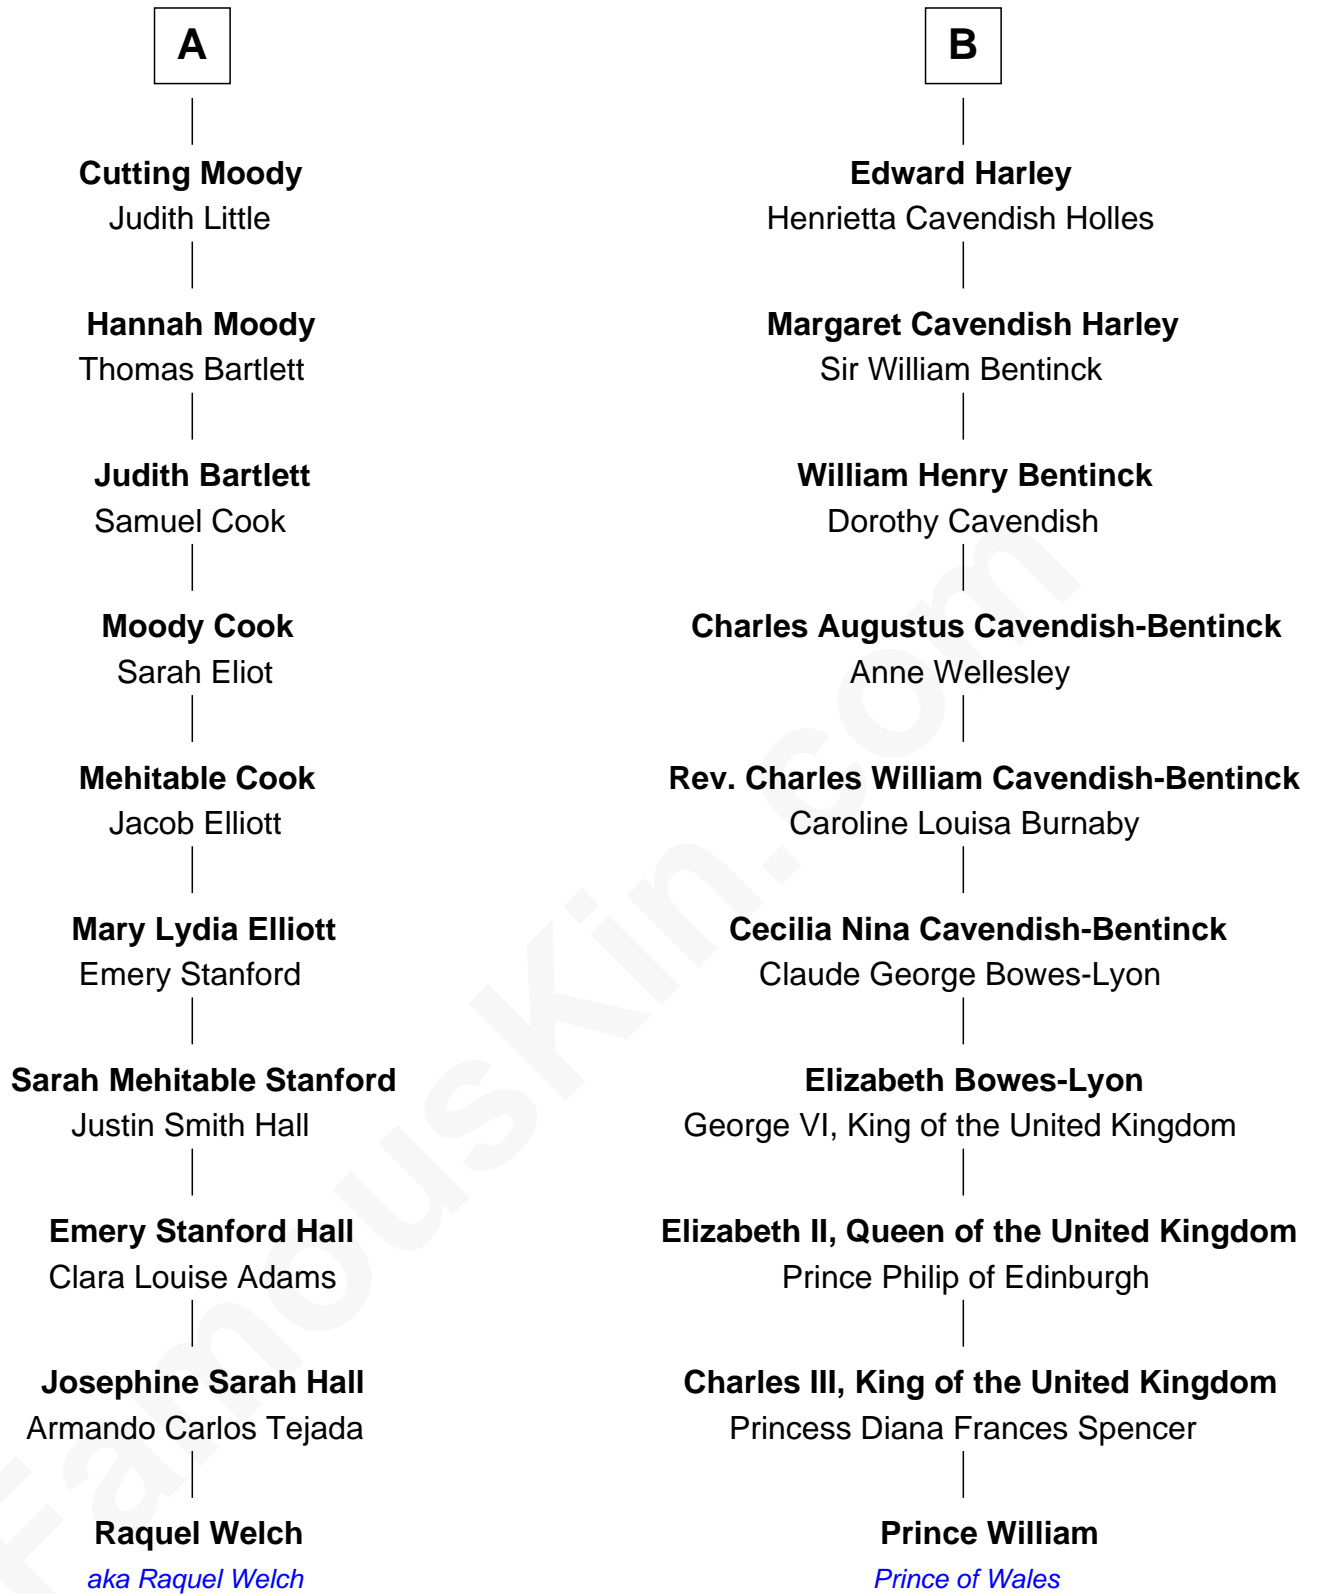 A
Cutting Moody
Judith Little
Hannah Moody
Thomas Bartlett
Judith Bartlett
Samuel Cook
Moody Cook
Sarah Eliot
Mehitable Cook
Jacob Elliott
Mary Lydia Elliott
Emery Stanford
Sarah Mehitable Stanford
Justin Smith Hall
Emery Stanford Hall
Clara Louise Adams
Josephine Sarah Hall
Armando Carlos Tejada
Raquel Welch
aka Raquel Welch
B
Edward Harley
Henrietta Cavendish Holles
Margaret Cavendish Harley
Sir William Bentinck
William Henry Bentinck
Dorothy Cavendish
Charles Augustus Cavendish-Bentinck
Anne Wellesley
Rev. Charles William Cavendish-Bentinck
Caroline Louisa Burnaby
Cecilia Nina Cavendish-Bentinck
Claude George Bowes-Lyon
Elizabeth Bowes-Lyon
George VI, King of the United Kingdom
Elizabeth II, Queen of the United Kingdom
Prince Philip of Edinburgh
Charles III, King of the United Kingdom
Princess Diana Frances Spencer
Prince William
Prince of Wales
FamousKin.com